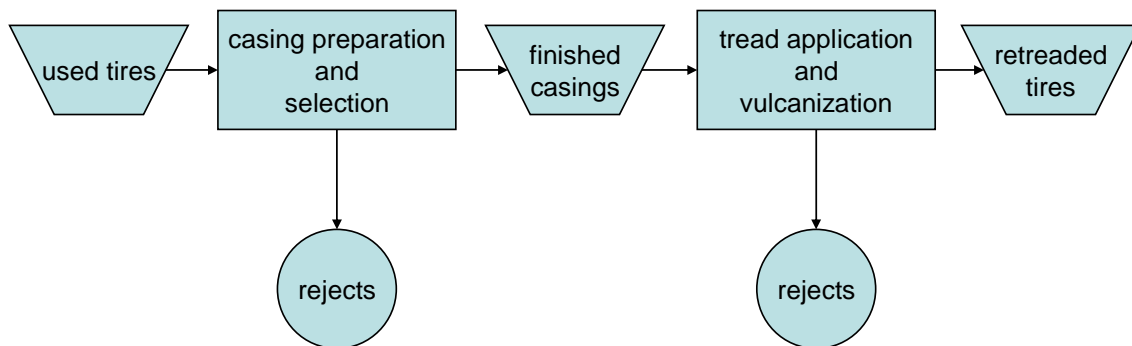 used tires
casing preparation
and
selection
finished
casings
tread application
and
vulcanization
retreaded
tires
rejects
rejects